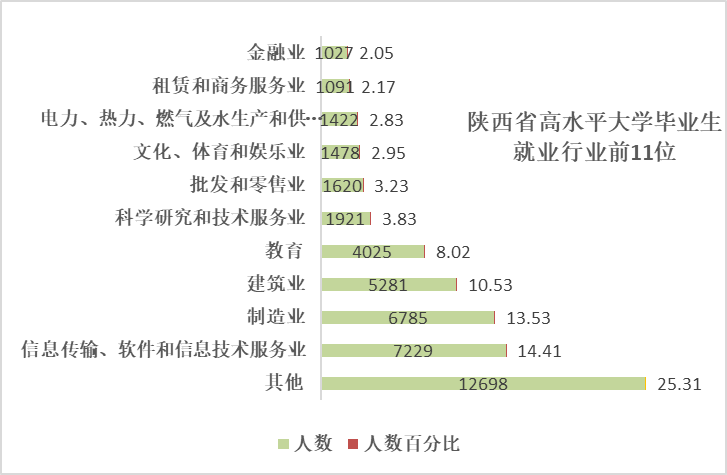 金融业 1027 2.05
租赁和商务服务业 1091 2.17
电力、热力、燃气及水生产和供… 1422 2.83
陕西省高水平大学毕业生
就业行业前11位
文化、体育和娱乐业 1478 2.95
批发和零售业 1620 3.23
科学研究和技术服务业 1921 3.83
教育 4025 8.02
建筑业 5281 10.53
制造业 6785 13.53
信息传输、软件和信息技术服务业 7229 14.41
其他 12698 25.31
人数 人数百分比